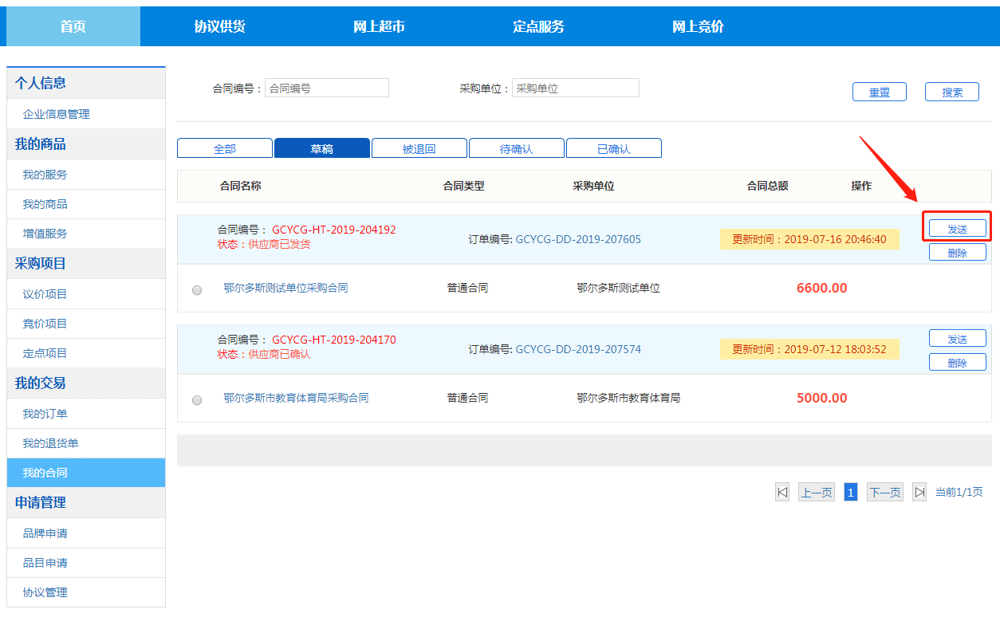 首页 协议供货 网上超市 定点服务 网上竞价
个人信息
企业信息管理
我的商品
我的服务
我的商品
增值服务
采购项目
议价项目
竞价项目
定点项目
我的交易
我的订单
我的退货单
我的合同
申请管理
品牌申请
品目申请
协议管理
合同编号： 合同编号 采购单位： 采购单位 重置 搜索
全部 草稿 被退回 待确认 已确认
合同名称 合同类型 采购单位 合同总额 操作
合同编号： GCYCG-HT-2019-204192
状态：供应商已发货
订单编号: GCYCG-DD-2019-207605
更新时间：2019-07-16 20:46:40
发送
删除
鄂尔多斯测试单位采购合同 普通合同 鄂尔多斯测试单位 6600.00
合同编号： GCYCG-HT-2019-204170
状态：供应商已确认
订单编号: GCYCG-DD-2019-207574
更新时间：2019-07-12 18:03:52
发送
删除
鄂尔多斯市教育体育局采购合同 普通合同 鄂尔多斯市教育体育局 5000.00
上一页 1 下一页 当前1/1页